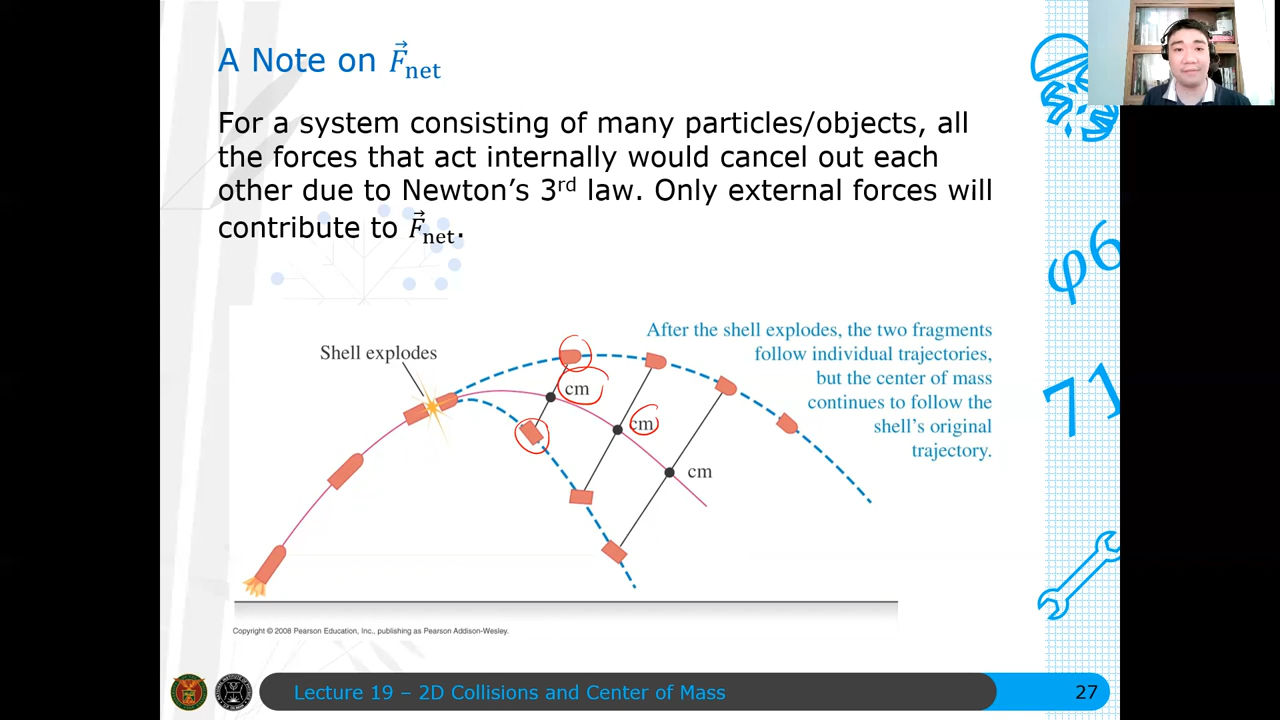 A Note on F⃗net
For a system consisting of many particles/objects, all
the forces that act internally would cancel out each
other due to Newton's 3rd law. Only external forces will
contribute to F⃗net.
Shell explodes
After the shell explodes, the two fragments
follow individual trajectories,
but the center of mass
continues to follow the
shell's original
trajectory.
cm
cm
cm
Copyright © 2008 Pearson Education, Inc., publishing as Pearson Addison-Wesley.
φ6
71
Lecture 19 – 2D Collisions and Center of Mass
27